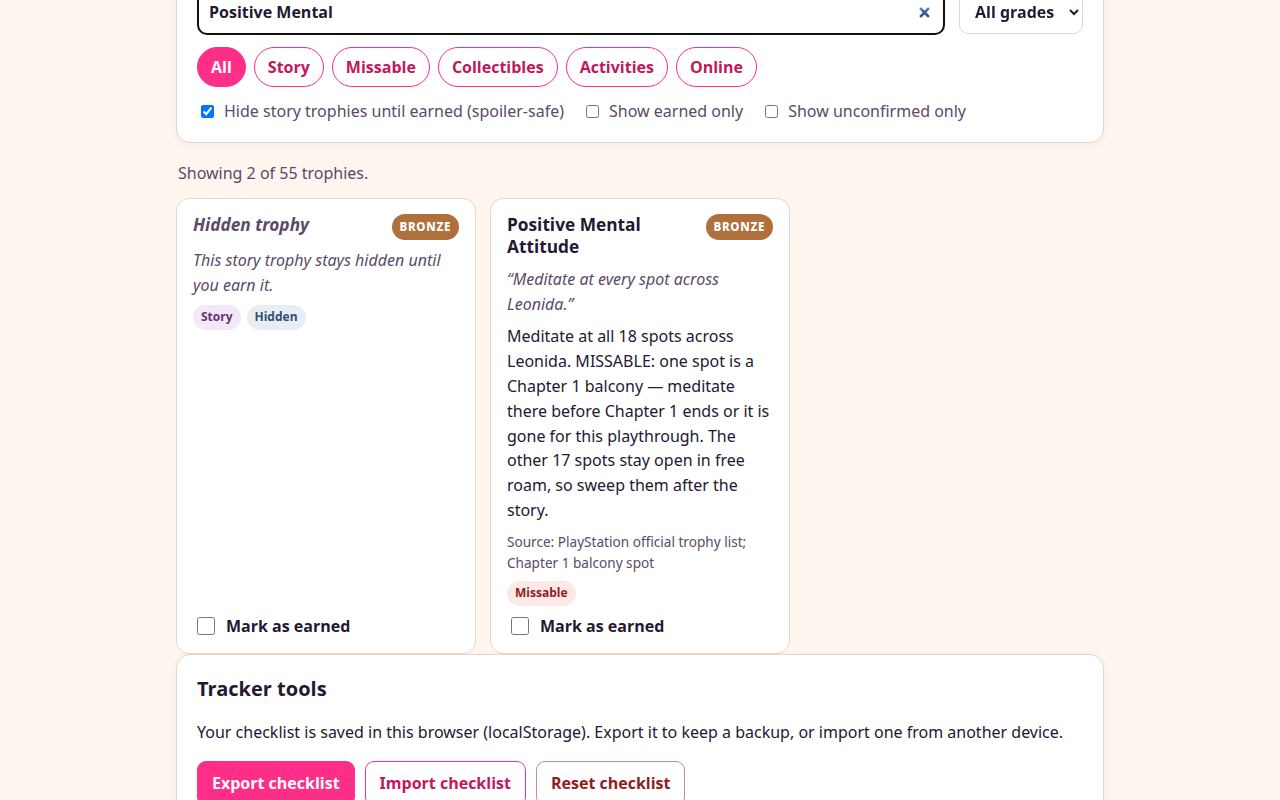 Positive Mental
All grades
All
Story
Missable
Collectibles
Activities
Online
Hide story trophies until earned (spoiler-safe)
Show earned only
Show unconfirmed only
Showing 2 of 55 trophies.
Hidden trophy
BRONZE
This story trophy stays hidden until
you earn it.
Story
Hidden
Mark as earned
Positive Mental
Attitude
BRONZE
“Meditate at every spot across
Leonida.”
Meditate at all 18 spots across
Leonida. MISSABLE: one spot is a
Chapter 1 balcony — meditate
there before Chapter 1 ends or it is
gone for this playthrough. The
other 17 spots stay open in free
roam, so sweep them after the
story.
Source: PlayStation official trophy list;
Chapter 1 balcony spot
Missable
Mark as earned
Tracker tools
Your checklist is saved in this browser (localStorage). Export it to keep a backup, or import one from another device.
Export checklist
Import checklist
Reset checklist